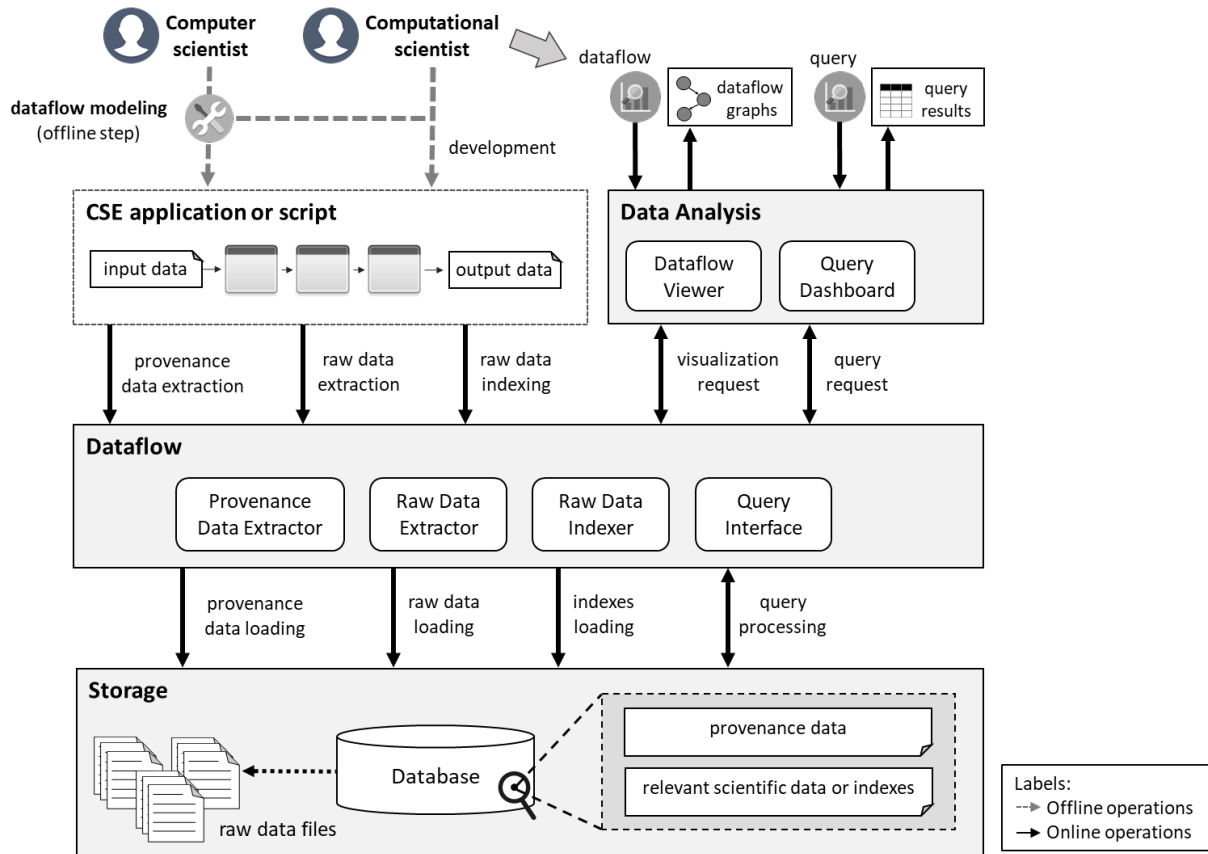 Computer
scientist
Computational
scientist
dataflow
query
dataflow
graphs
query
results
dataflow modeling
(offline step)
development
CSE application or script
input data
output data
Data Analysis
Dataflow
Viewer
Query
Dashboard
provenance
data extraction
raw data
extraction
raw data
indexing
visualization
request
query
request
Dataflow
Provenance
Data Extractor
Raw Data
Extractor
Raw Data
Indexer
Query
Interface
provenance
data loading
raw data
loading
indexes
loading
query
processing
Storage
raw data files
Database
provenance data
relevant scientific data or indexes
Labels:
Offline operations
Online operations